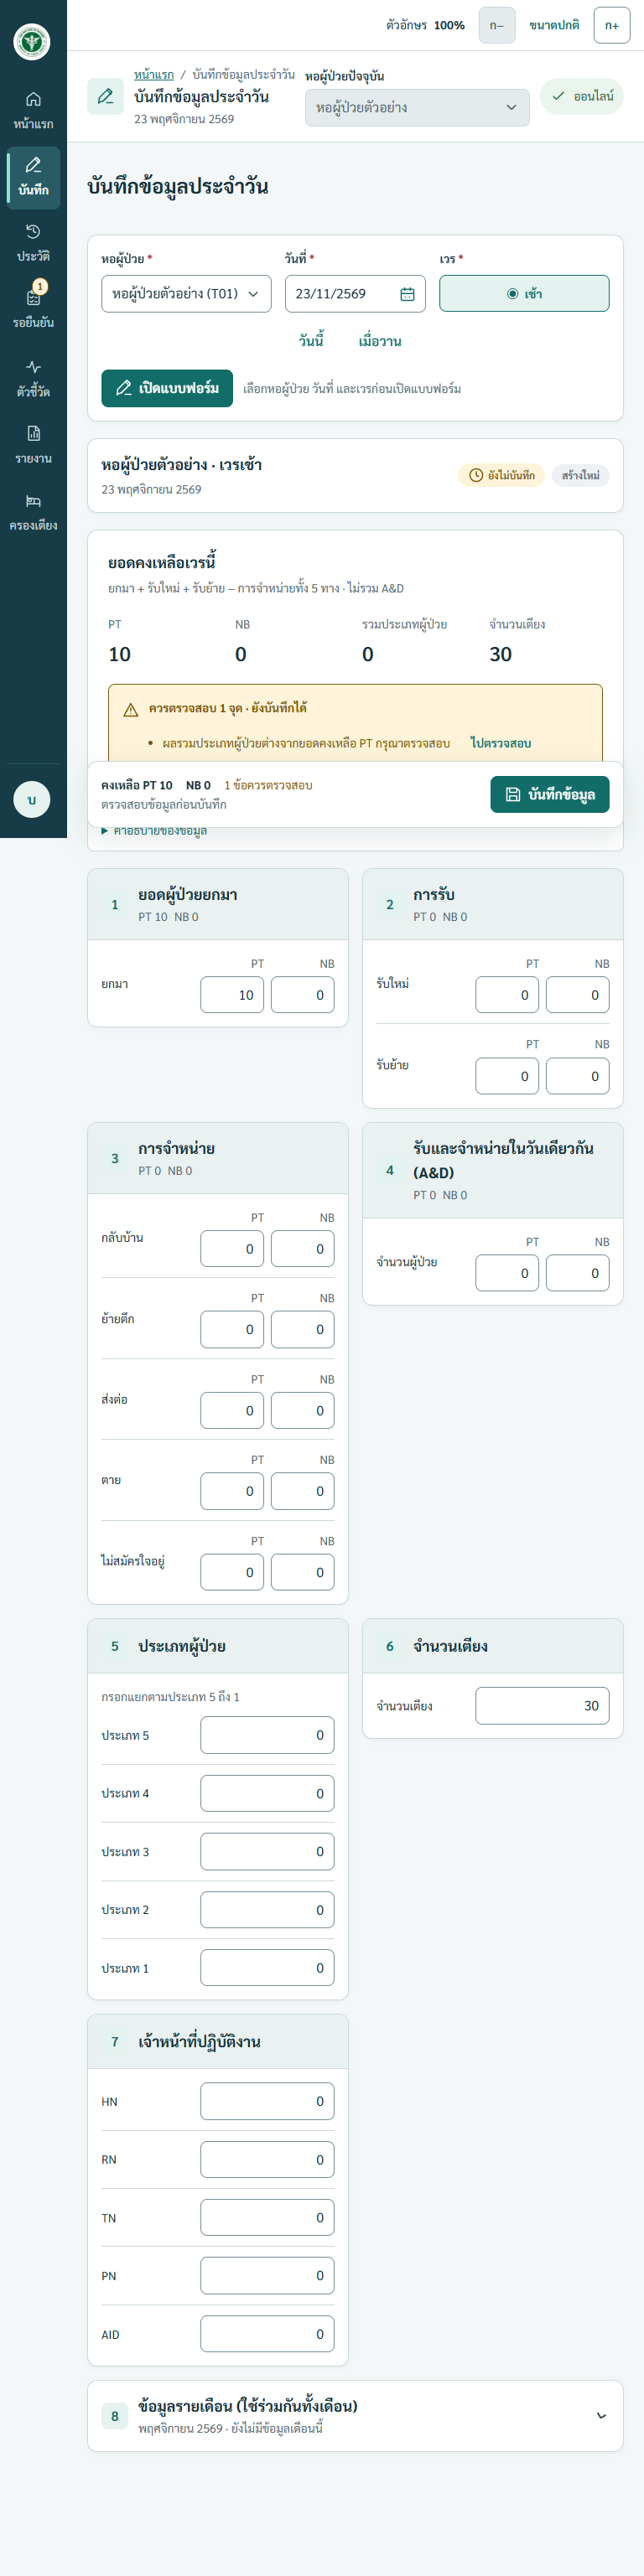 ตัวอักษร 100% ก− ขนาดปกติ ก+
หน้าแรก / บันทึกข้อมูลประจำวัน
บันทึกข้อมูลประจำวัน
23 พฤศจิกายน 2569
หอผู้ป่วยปัจจุบัน
หอผู้ป่วยตัวอย่าง
ออนไลน์
หน้าแรก
บันทึก
ประวัติ
1
รอยืนยัน
ตัวชี้วัด
รายงาน
ครองเตียง
บ
บันทึกข้อมูลประจำวัน
หอผู้ป่วย * วันที่ * เวร *
หอผู้ป่วยตัวอย่าง (T01) 23/11/2569 เช้า
วันนี้ เมื่อวาน
เปิดแบบฟอร์ม เลือกหอผู้ป่วย วันที่ และเวรก่อนเปิดแบบฟอร์ม
หอผู้ป่วยตัวอย่าง · เวรเช้า
23 พฤศจิกายน 2569
ยังไม่บันทึก สร้างใหม่
ยอดคงเหลือเวรนี้
ยกมา + รับใหม่ + รับย้าย − การจำหน่ายทั้ง 5 ทาง · ไม่รวม A&D
PT NB รวมประเภทผู้ป่วย จำนวนเตียง
10 0 0 30
ควรตรวจสอบ 1 จุด · ยังบันทึกได้
• ผลรวมประเภทผู้ป่วยต่างจากยอดคงเหลือ PT กรุณาตรวจสอบ ไปตรวจสอบ
คงเหลือ PT 10 NB 0 1 ข้อควรตรวจสอบ
ตรวจสอบข้อมูลก่อนบันทึก
บันทึกข้อมูล
คำอธิบายของข้อมูล
1 ยอดผู้ป่วยยกมา
PT 10 NB 0
PT NB
ยกมา 10 0
2 การรับ
PT 0 NB 0
PT NB
รับใหม่ 0 0
PT NB
รับย้าย 0 0
3 การจำหน่าย
PT 0 NB 0
PT NB
กลับบ้าน 0 0
PT NB
ย้ายตึก 0 0
PT NB
ส่งต่อ 0 0
PT NB
ตาย 0 0
PT NB
ไม่สมัครใจอยู่ 0 0
4 รับและจำหน่ายในวันเดียวกัน
(A&D)
PT 0 NB 0
PT NB
จำนวนผู้ป่วย 0 0
5 ประเภทผู้ป่วย
กรอกแยกตามประเภท 5 ถึง 1
ประเภท 5 0
ประเภท 4 0
ประเภท 3 0
ประเภท 2 0
ประเภท 1 0
6 จำนวนเตียง
จำนวนเตียง 30
7 เจ้าหน้าที่ปฏิบัติงาน
HN 0
RN 0
TN 0
PN 0
AID 0
8 ข้อมูลรายเดือน (ใช้ร่วมกันทั้งเดือน)
พฤศจิกายน 2569 · ยังไม่มีข้อมูลเดือนนี้